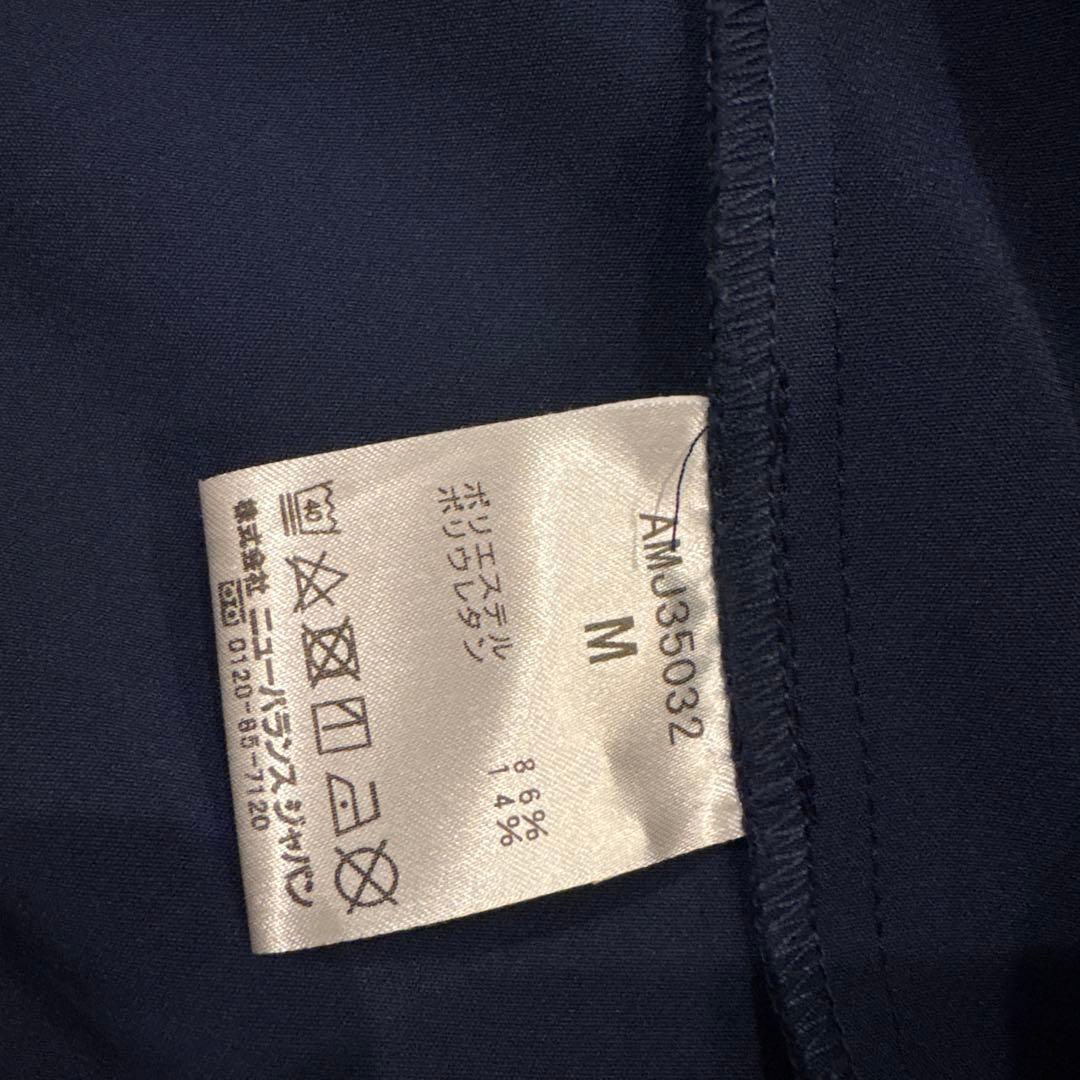 AMJ35032
M
ポリエステル 86%
ポリウレタン 14%
40
株式会社 ニューバランス ジャパン
0120-85-7120